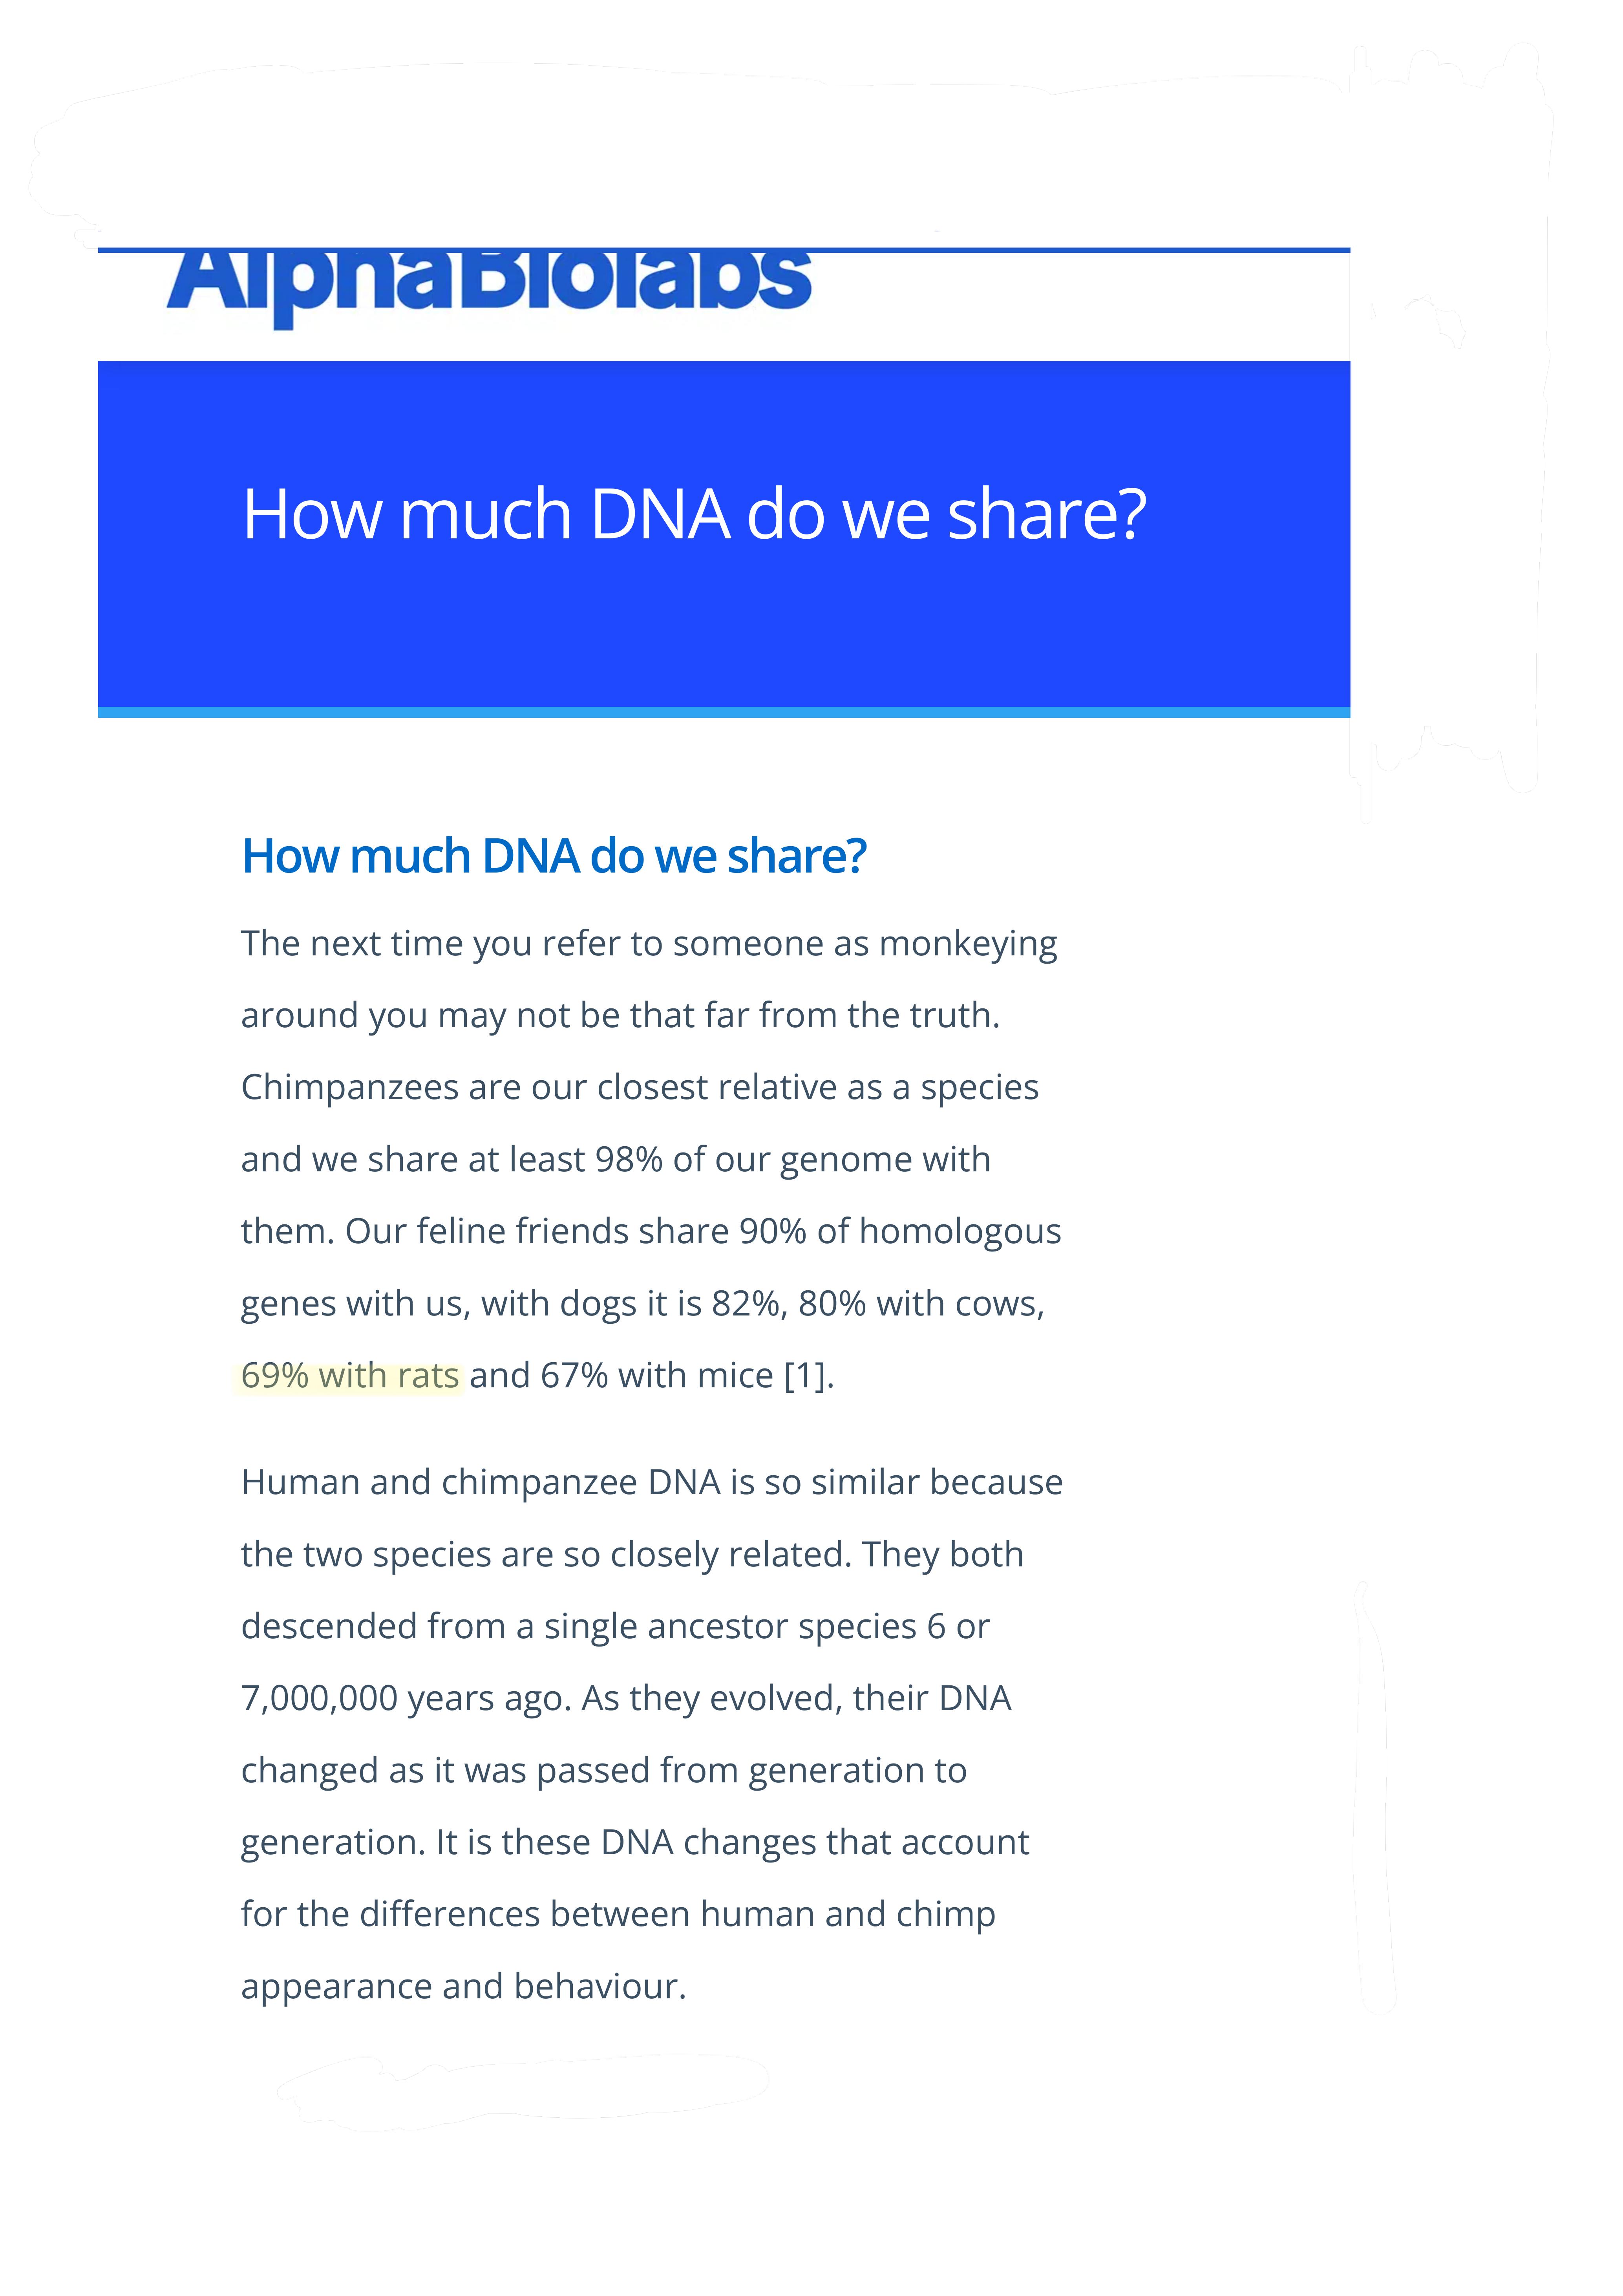 AlphaBiolabs
How much DNA do we share?
How much DNA do we share?
The next time you refer to someone as monkeying
around you may not be that far from the truth.
Chimpanzees are our closest relative as a species
and we share at least 98% of our genome with
them. Our feline friends share 90% of homologous
genes with us, with dogs it is 82%, 80% with cows,
69% with rats and 67% with mice [1].
Human and chimpanzee DNA is so similar because
the two species are so closely related. They both
descended from a single ancestor species 6 or
7,000,000 years ago. As they evolved, their DNA
changed as it was passed from generation to
generation. It is these DNA changes that account
for the differences between human and chimp
appearance and behaviour.